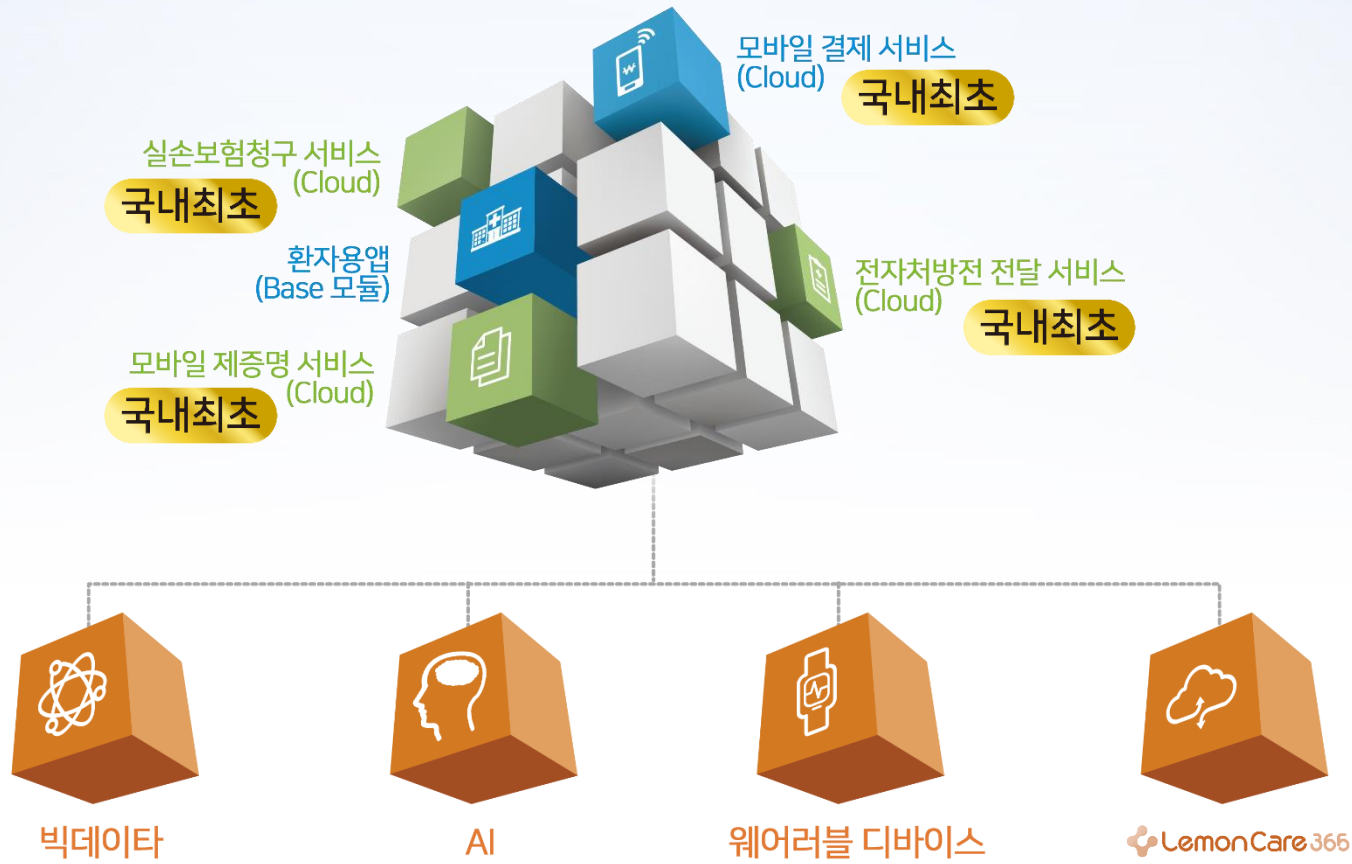 모바일 결제 서비스
(Cloud)
국내최초
실손보험청구 서비스
(Cloud)
국내최초
환자용앱
(Base 모듈)
전자처방전 전달 서비스
(Cloud)
국내최초
모바일 제증명 서비스
(Cloud)
국내최초
빅데이타
AI
웨어러블 디바이스
LemonCare365